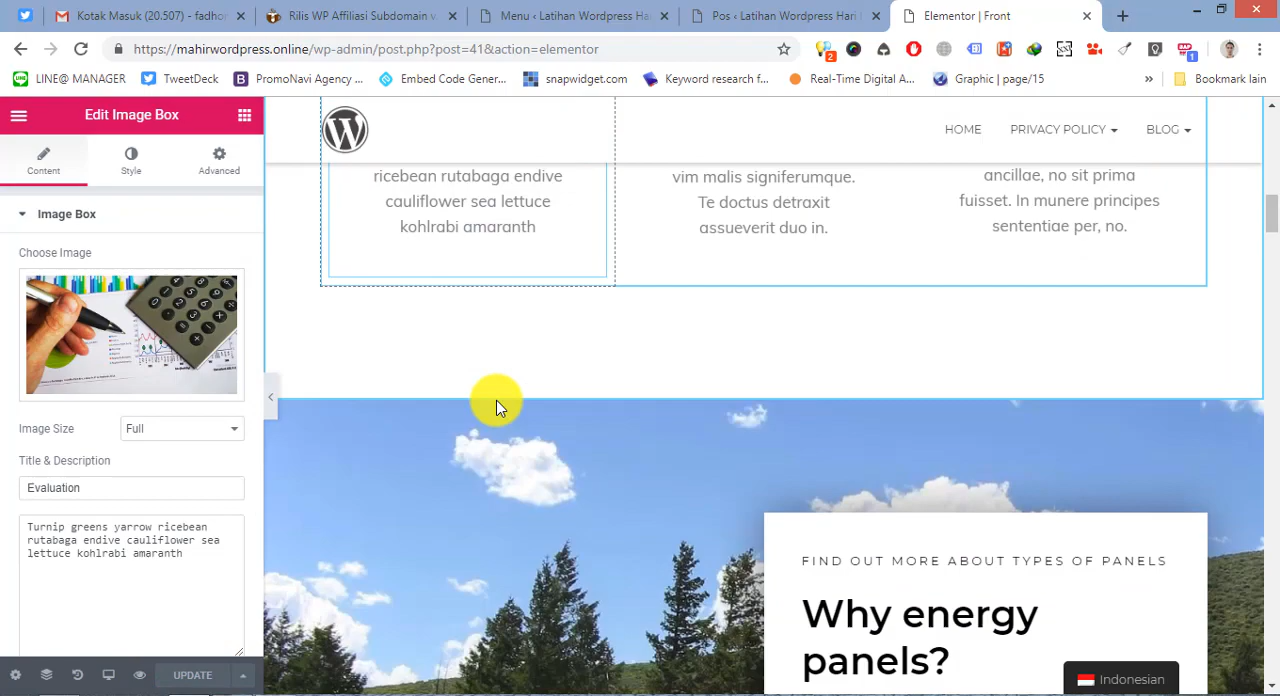 Kotak Masuk (20.507) - fadho
Rilis WP Affiliasi Subdomain v
Menu ‹ Latihan Wordpress Ha
Pos ‹ Latihan Wordpress Hari
Elementor | Front
https://mahirwordpress.online/wp-admin/post.php?post=41&action=elementor
2
1
LINE@ MANAGER
TweetDeck
PromoNavi Agency ...
Embed Code Gener...
snapwidget.com
Keyword research f...
Real-Time Digital A...
Graphic | page/15
»
Bookmark lain
Edit Image Box
Content
Style
Advanced
Image Box
Choose Image
Image Size
Full
Title & Description
Evaluation
Turnip greens yarrow ricebean
rutabaga endive cauliflower sea
lettuce kohlrabi amaranth
UPDATE
HOME
PRIVACY POLICY
BLOG
ricebean rutabaga endive
cauliflower sea lettuce
kohlrabi amaranth
vim malis signiferumque.
Te doctus detraxit
assueverit duo in.
ancillae, no sit prima
fuisset. In munere principes
sententiae per, no.
FIND OUT MORE ABOUT TYPES OF PANELS
Why energy
panels?
Indonesian